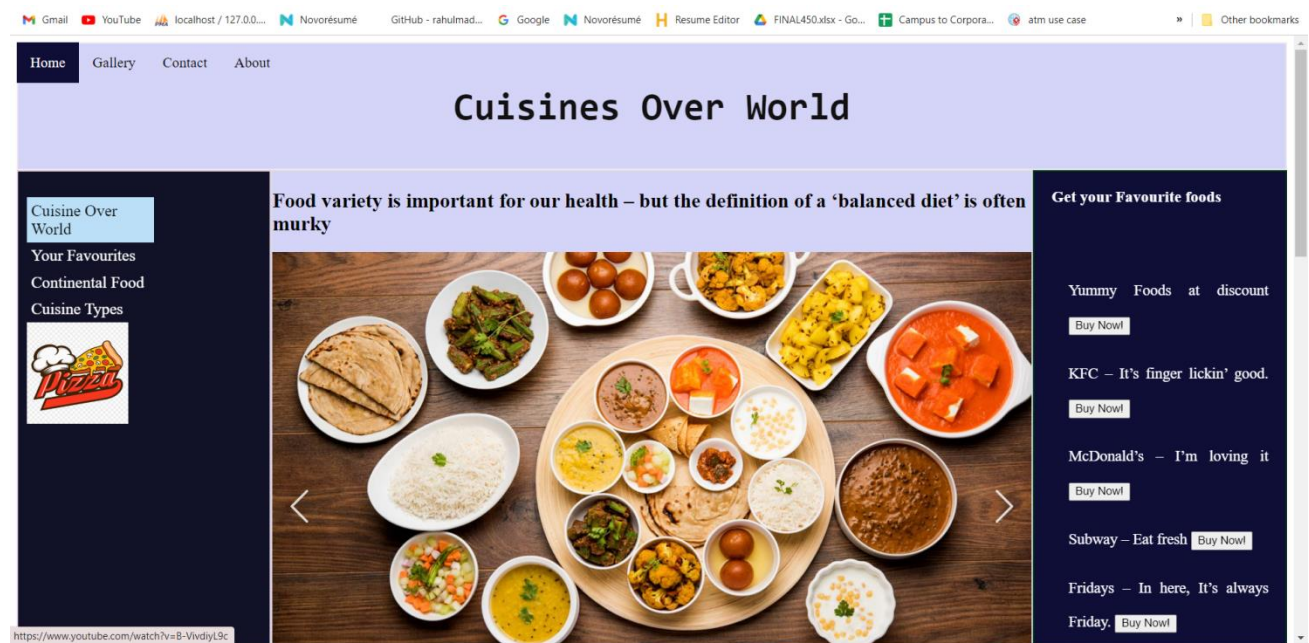 Gmail YouTube localhost / 127.0.0.... Novorésumé GitHub - rahulmad... Google Novorésumé Resume Editor FINAL450.xlsx - Go... Campus to Corpora... atm use case » Other bookmarks
Home Gallery Contact About
Cuisines Over World
Cuisine Over
World
Your Favourites
Continental Food
Cuisine Types
Pizza
Food variety is important for our health – but the definition of a ‘balanced diet’ is often
murky
Get your Favourite foods
Yummy Foods at discount
Buy Now!
KFC – It’s finger lickin’ good.
Buy Now!
McDonald’s – I’m loving it
Buy Now!
Subway – Eat fresh Buy Now!
Fridays – In here, It’s always
Friday. Buy Now!
https://www.youtube.com/watch?v=B-VivdiyL9c